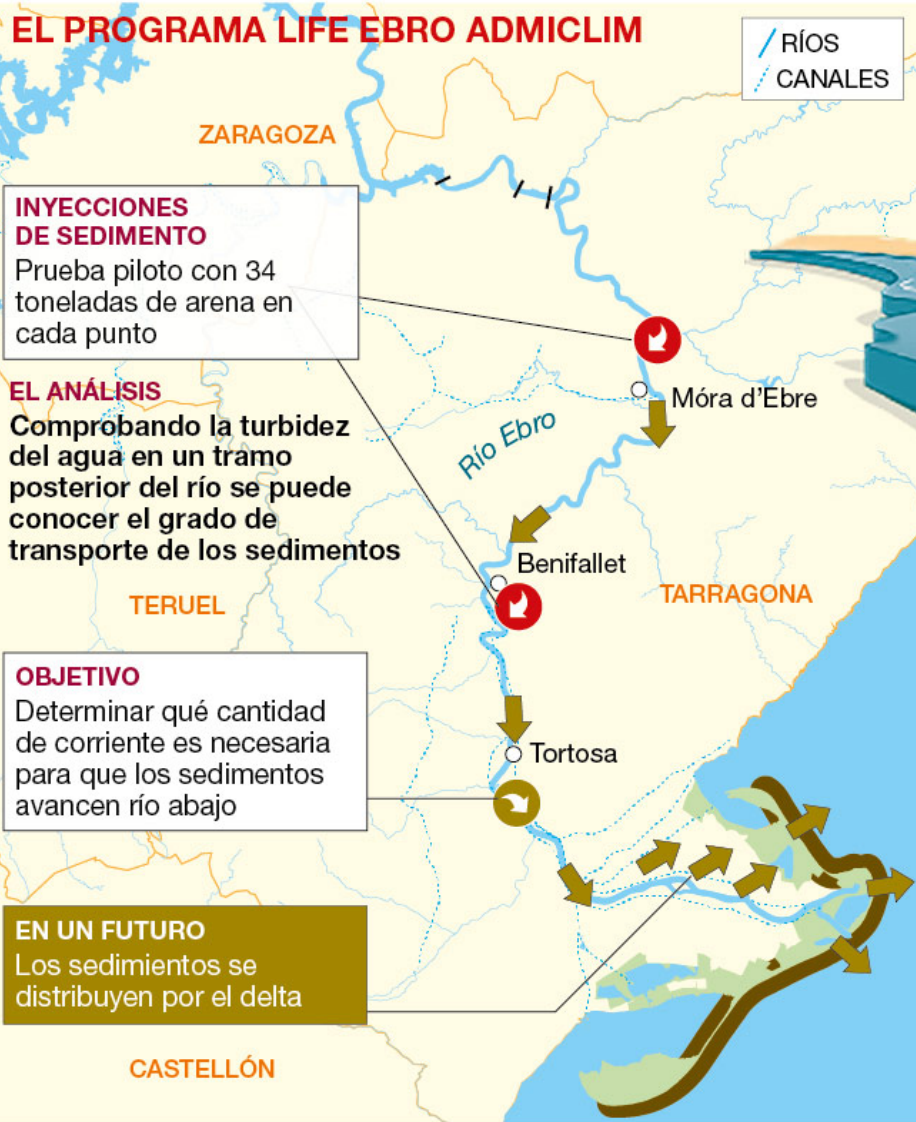 EL PROGRAMA LIFE EBRO ADMICLIM
RÍOS
CANALES
ZARAGOZA
INYECCIONES
DE SEDIMENTO
Prueba piloto con 34
toneladas de arena en
cada punto
EL ANÁLISIS
Comprobando la turbidez
del agua en un tramo
posterior del río se puede
conocer el grado de
transporte de los sedimentos
Móra d'Ebre
Río Ebro
Benifallet
TERUEL
TARRAGONA
OBJETIVO
Determinar qué cantidad
de corriente es necesaria
para que los sedimentos
avancen río abajo
Tortosa
EN UN FUTURO
Los sedimientos se
distribuyen por el delta
CASTELLÓN